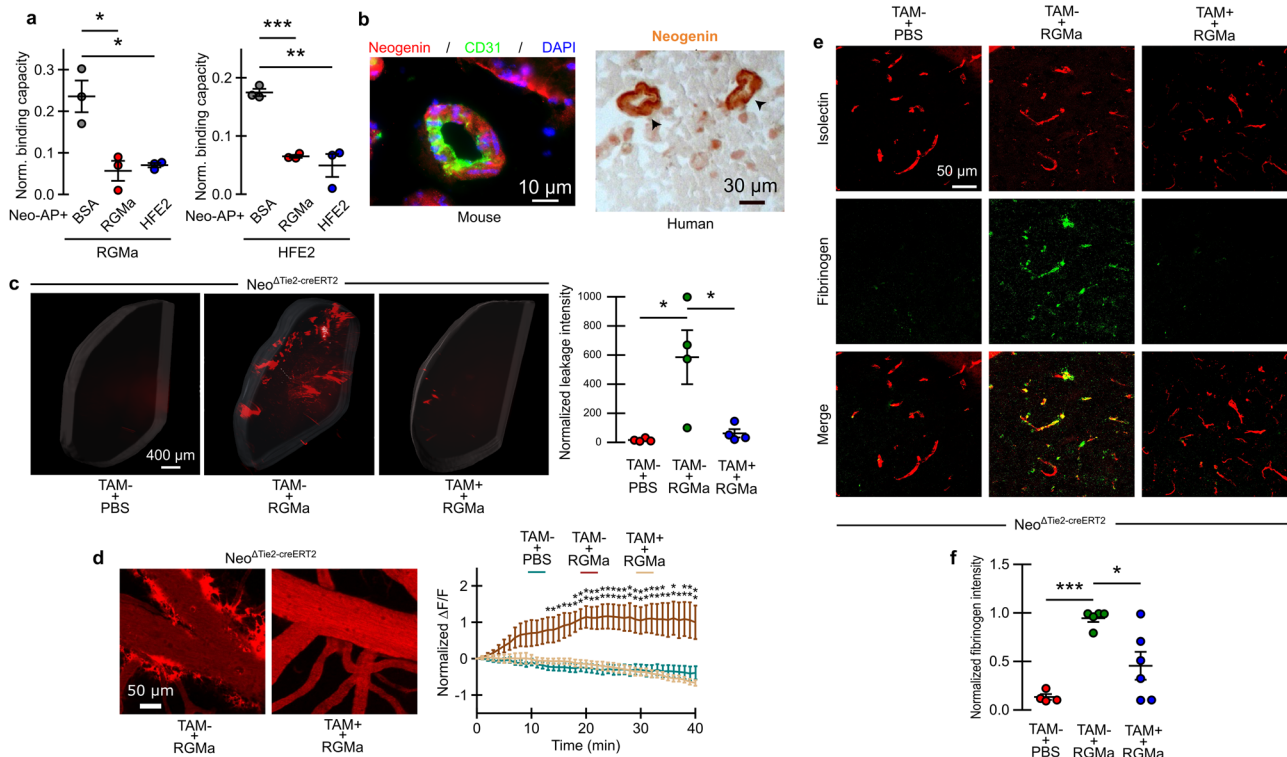 a
Norm. binding capacity
0.3
0.2
0.1
0.0
* 
*
Neo-AP+
BSA
RGMa
HFE2
RGMa
Norm. binding capacity
0.2
0.1
0.0
***
**
Neo-AP+
BSA
RGMa
HFE2
HFE2
b
Neogenin / CD31 / DAPI
10 µm
Mouse
Neogenin
30 µm
Human
c
Neo^ΔTie2-creERT2
400 µm
TAM-
+
PBS
TAM-
+
RGMa
TAM+
+
RGMa
Normalized leakage intensity
1000
800
600
400
200
0
*
*
TAM-
+
PBS
TAM-
+
RGMa
TAM+
+
RGMa
d
Neo^ΔTie2-creERT2
50 µm
TAM-
+
RGMa
TAM+
+
RGMa
TAM-
+
PBS
TAM-
+
RGMa
TAM+
+
RGMa
Normalized ΔF/F
2
1
0
-1
0
10
20
30
40
Time (min)
e
TAM-
+
PBS
TAM-
+
RGMa
TAM+
+
RGMa
Isolectin
50 µm
Fibrinogen
Merge
Neo^ΔTie2-creERT2
f
Normalized fibrinogen intensity
1.0
0.5
0.0
***
*
TAM-
+
PBS
TAM-
+
RGMa
TAM+
+
RGMa